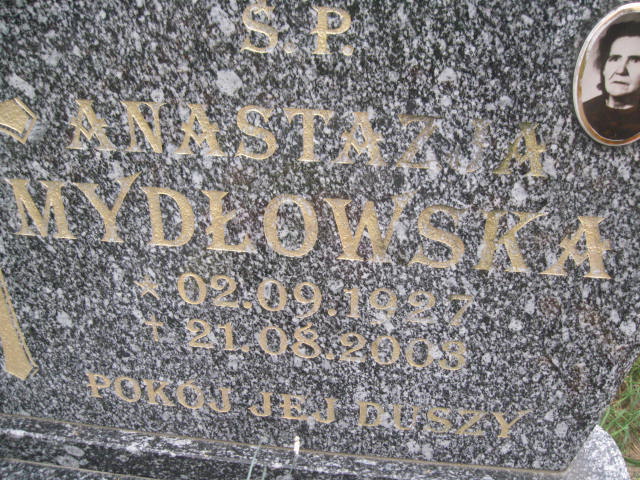 Ś. P.
ANASTAZJA
MYDŁOWSKA
* 02.09.1927
† 21.08.2003
POKÓJ JEJ DUSZY